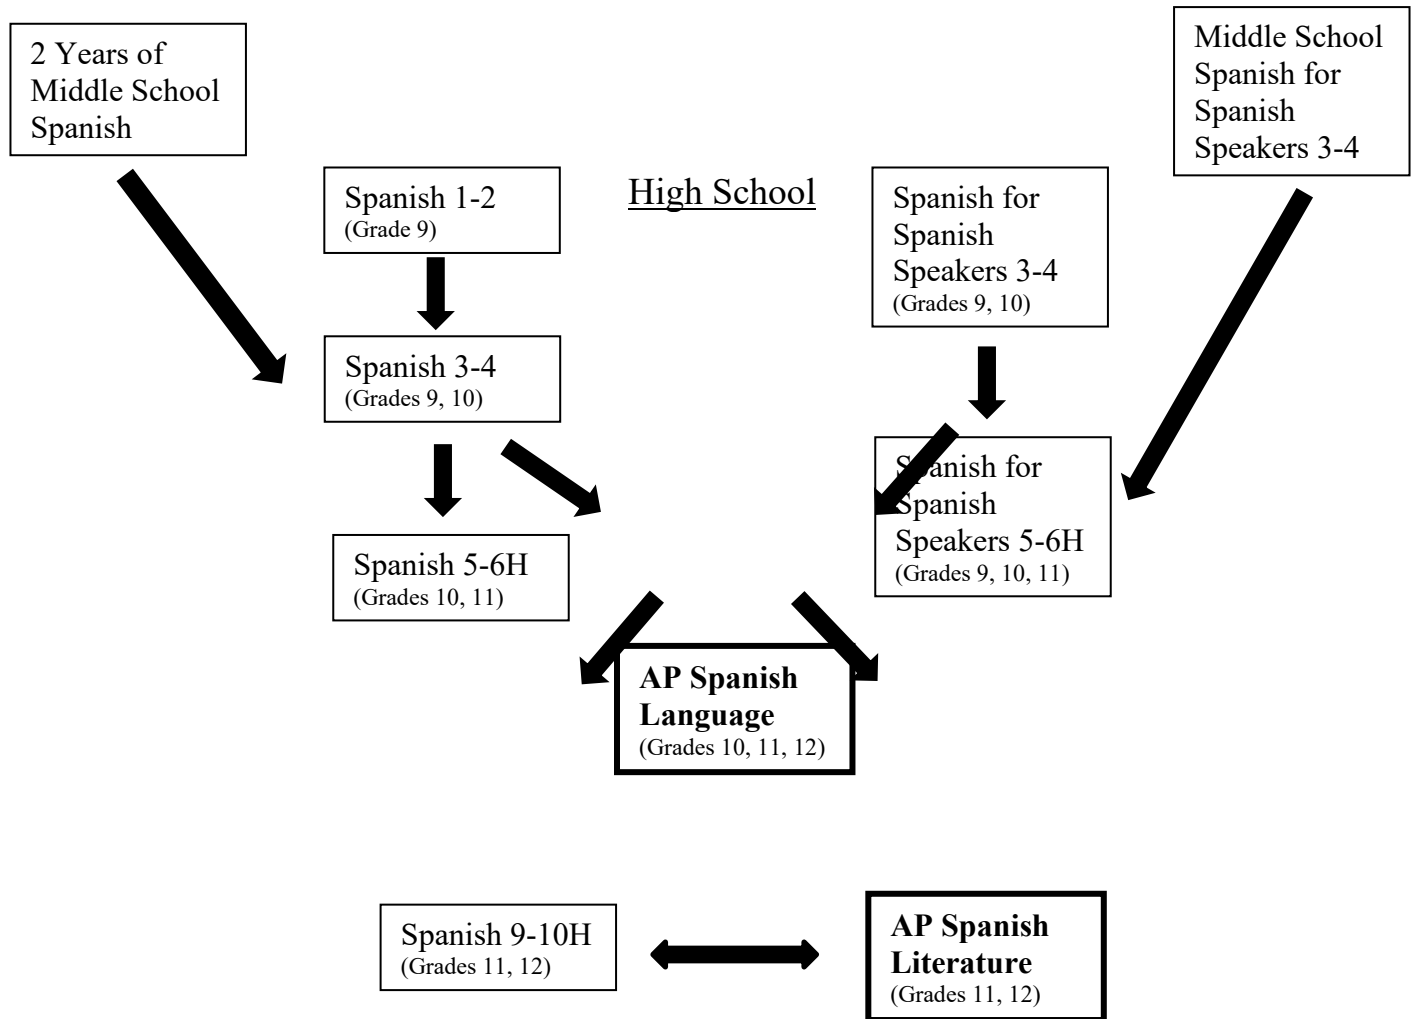 2 Years of
Middle School
Spanish
Middle School
Spanish for
Spanish
Speakers 3-4
High School
Spanish 1-2
(Grade 9)
Spanish for
Spanish
Speakers 3-4
(Grades 9, 10)
Spanish 3-4
(Grades 9, 10)
Spanish for
Spanish
Speakers 5-6H
(Grades 9, 10, 11)
Spanish 5-6H
(Grades 10, 11)
AP Spanish
Language
(Grades 10, 11, 12)
Spanish 9-10H
(Grades 11, 12)
AP Spanish
Literature
(Grades 11, 12)